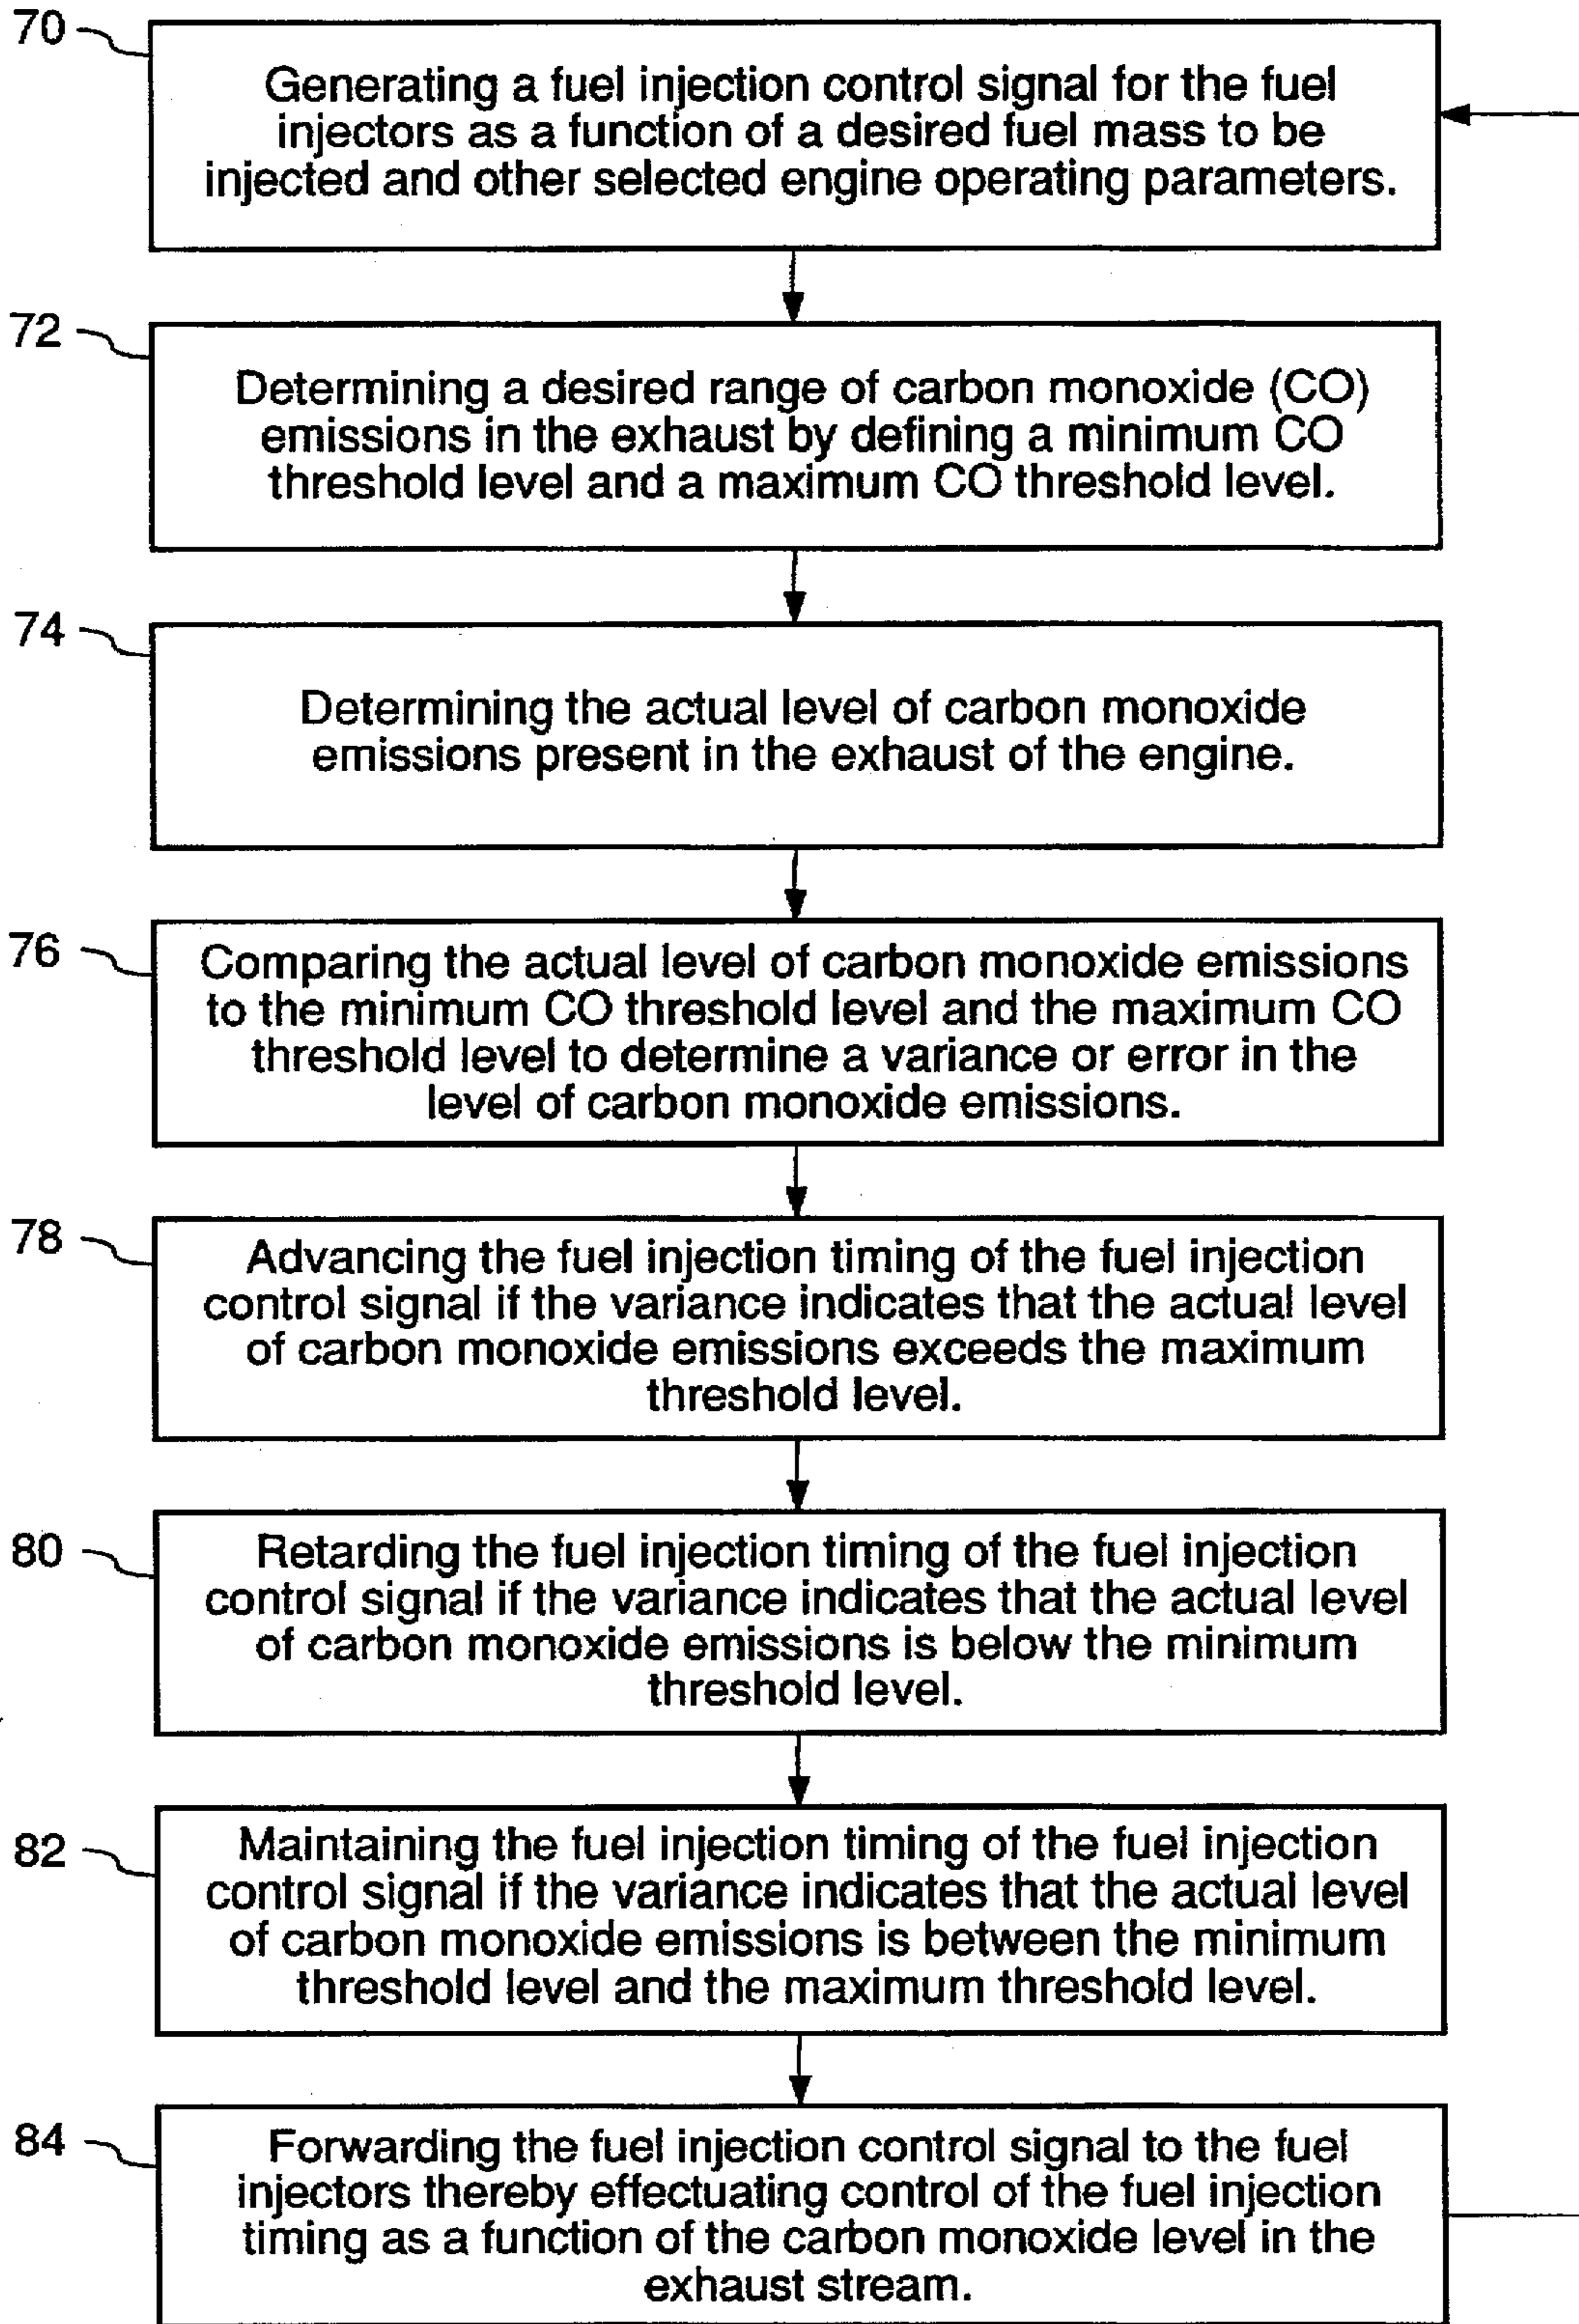 70
Generating a fuel injection control signal for the fuel
injectors as a function of a desired fuel mass to be
injected and other selected engine operating parameters.
72
Determining a desired range of carbon monoxide (CO)
emissions in the exhaust by defining a minimum CO
threshold level and a maximum CO threshold level.
74
Determining the actual level of carbon monoxide
emissions present in the exhaust of the engine.
76
Comparing the actual level of carbon monoxide emissions
to the minimum CO threshold level and the maximum CO
threshold level to determine a variance or error in the
level of carbon monoxide emissions.
78
Advancing the fuel injection timing of the fuel injection
control signal if the variance indicates that the actual level
of carbon monoxide emissions exceeds the maximum
threshold level.
80
Retarding the fuel injection timing of the fuel injection
control signal if the variance indicates that the actual level
of carbon monoxide emissions is below the minimum
threshold level.
82
Maintaining the fuel injection timing of the fuel injection
control signal if the variance indicates that the actual level
of carbon monoxide emissions is between the minimum
threshold level and the maximum threshold level.
84
Forwarding the fuel injection control signal to the fuel
injectors thereby effectuating control of the fuel injection
timing as a function of the carbon monoxide level in the
exhaust stream.